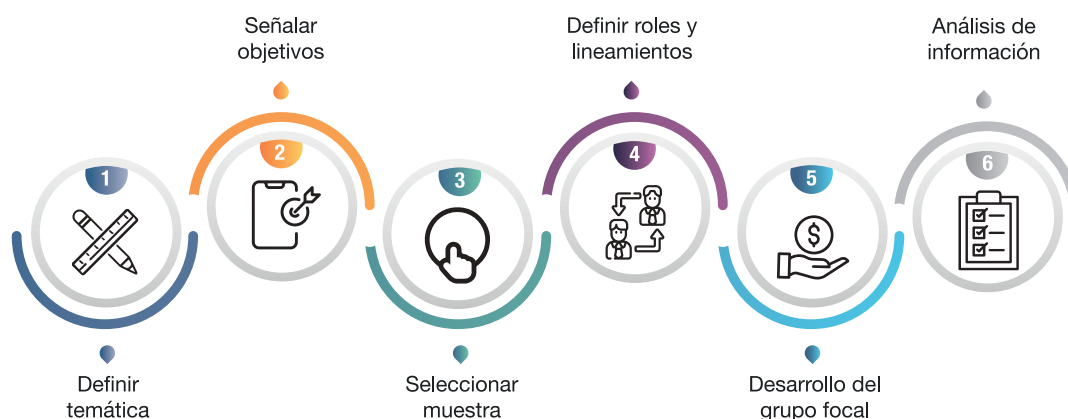 1
Definir
temática
2
Señalar
objetivos
3
Seleccionar
muestra
4
Definir roles y
lineamientos
5
$
Desarrollo del
grupo focal
6
Análisis de
información